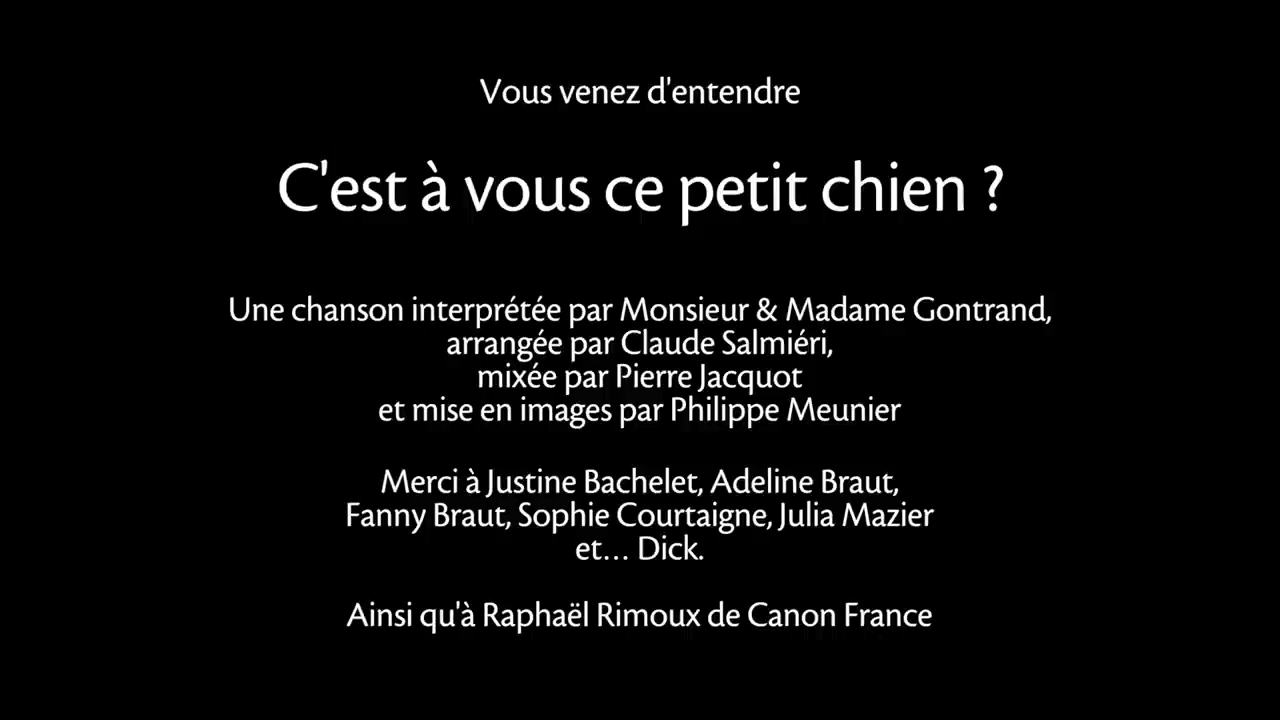 Vous venez d'entendre
C'est à vous ce petit chien ?
Une chanson interprétée par Monsieur & Madame Gontrand,
arrangée par Claude Salmiéri,
mixée par Pierre Jacquot
et mise en images par Philippe Meunier
Merci à Justine Bachelet, Adeline Braut,
Fanny Braut, Sophie Courtaigne, Julia Mazier
et... Dick.
Ainsi qu'à Raphaël Rimoux de Canon France